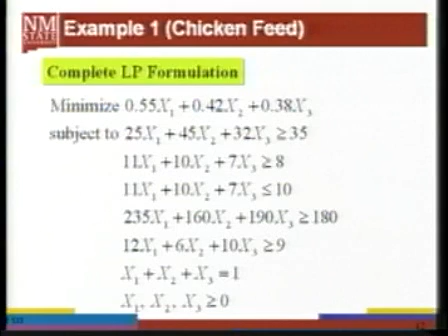 NM
STATE
Example 1 (Chicken Feed)
Complete LP Formulation
Minimize 0.55X₁ + 0.42X₂ + 0.38X₃
subject to 25X₁ + 45X₂ + 32X₃ ≥ 35
11X₁ + 10X₂ + 7X₃ ≥ 8
11X₁ + 10X₂ + 7X₃ ≤ 10
235X₁ + 160X₂ + 190X₃ ≥ 180
12X₁ + 6X₂ + 10X₃ ≥ 9
X₁ + X₂ + X₃ = 1
X₁, X₂, X₃ ≥ 0